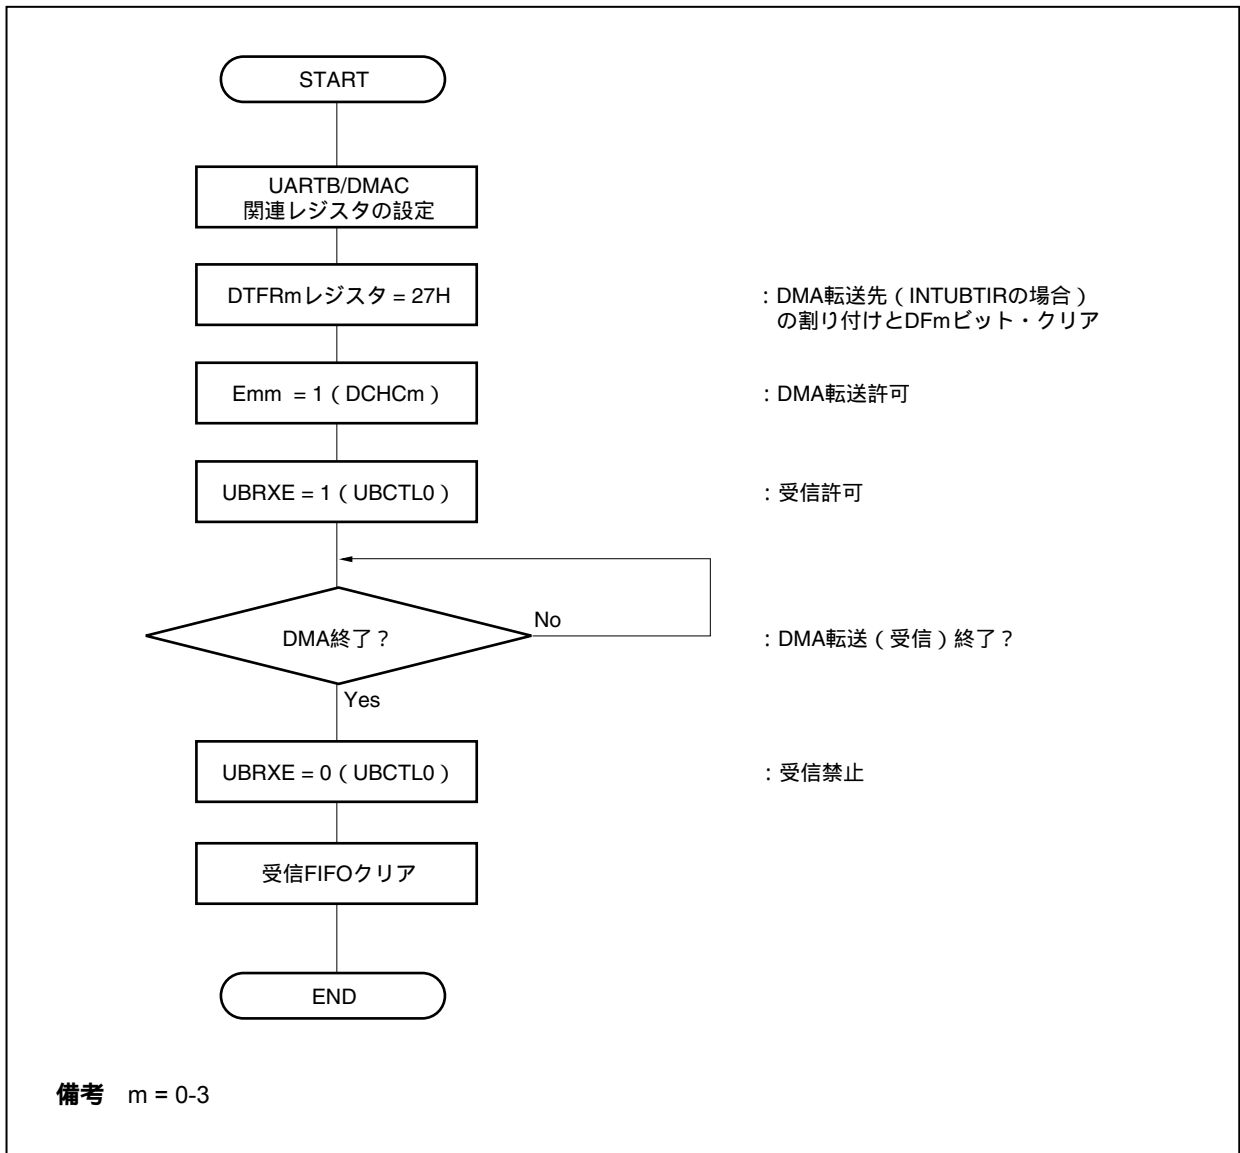 START
UARTB/DMAC
関連レジスタの設定
DTFRmレジスタ = 27H
：DMA転送先（INTUBTIRの場合）
の割り付けとDFmビット・クリア
Emm = 1（DCHCm）
：DMA転送許可
UBRXE = 1（UBCTL0）
：受信許可
DMA終了？
No
：DMA転送（受信）終了？
Yes
UBRXE = 0（UBCTL0）
：受信禁止
受信FIFOクリア
END
備考 m = 0-3